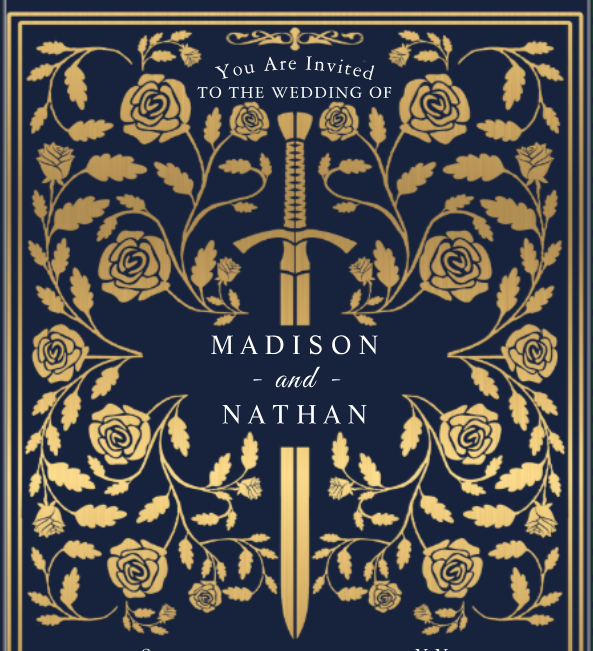 You Are Invited
TO THE WEDDING OF
MADISON
- and -
NATHAN